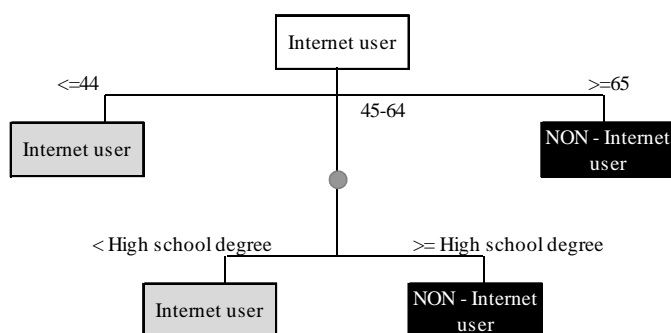 Internet user
<=44
>=65
45-64
Internet user
NON - Internet
user
< High school degree
>= High school degree
Internet user
NON - Internet
user